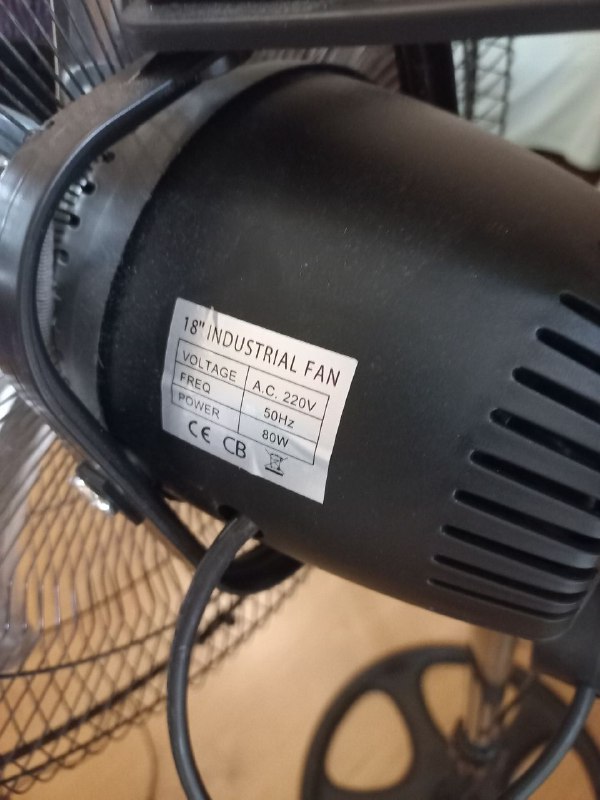 18" INDUSTRIAL FAN
VOLTAGE A.C. 220V
FREQ 50Hz
POWER 80W
CE CB